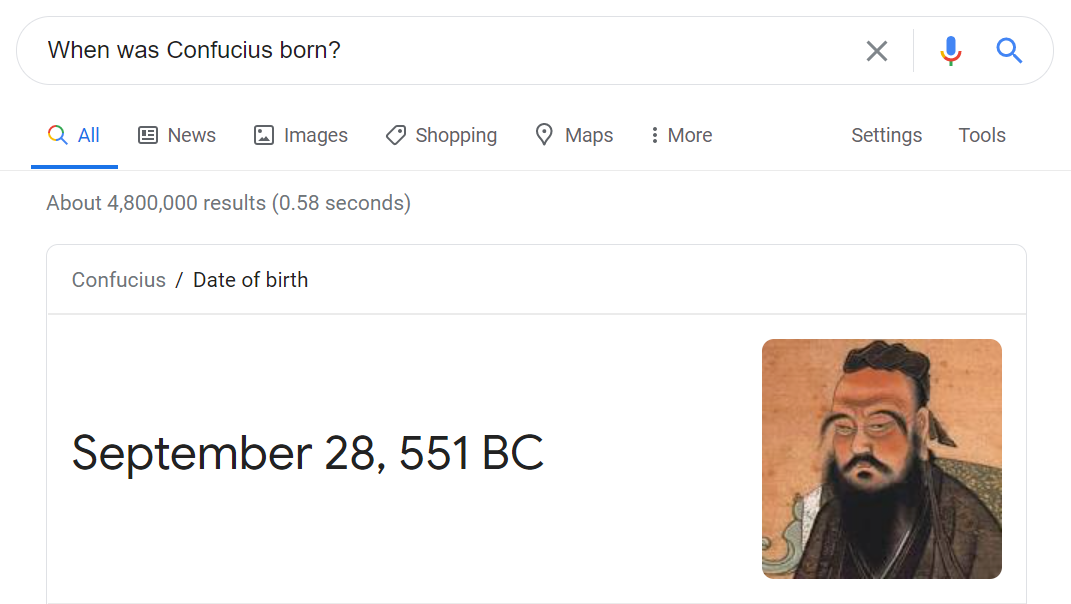 When was Confucius born?
All News Images Shopping Maps More Settings Tools
About 4,800,000 results (0.58 seconds)
Confucius / Date of birth
September 28, 551 BC